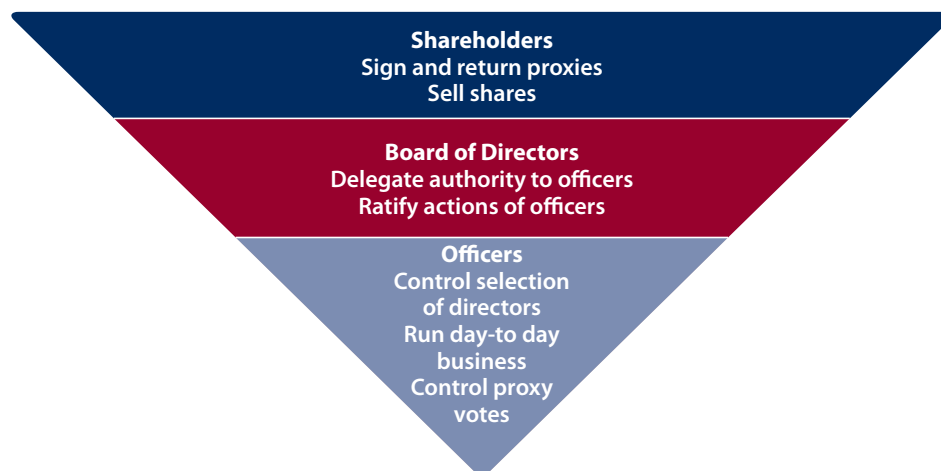 Shareholders
Sign and return proxies
Sell shares
Board of Directors
Delegate authority to officers
Ratify actions of officers
Officers
Control selection
of directors
Run day-to day
business
Control proxy
votes